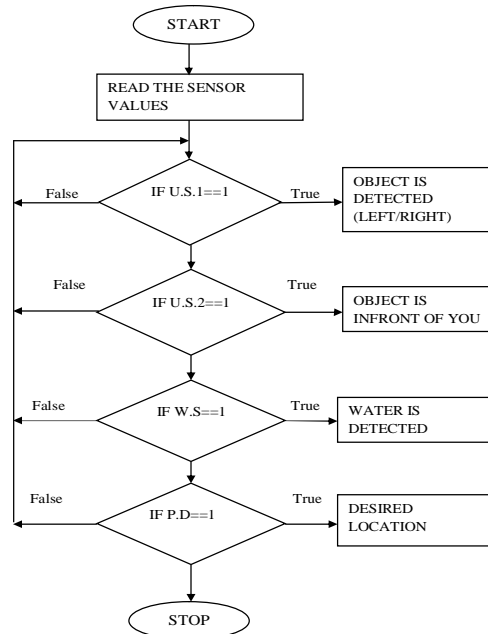 START
READ THE SENSOR
VALUES
IF U.S.1==1
False
True
OBJECT IS
DETECTED
(LEFT/RIGHT)
IF U.S.2==1
False
True
OBJECT IS
INFRONT OF YOU
IF W.S==1
False
True
WATER IS
DETECTED
IF P.D==1
False
True
DESIRED
LOCATION
STOP